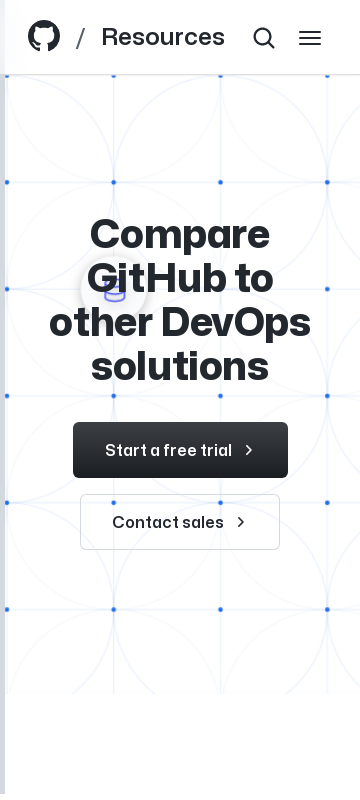 / Resources
Compare
GitHub to
other DevOps
solutions
Start a free trial
Contact sales